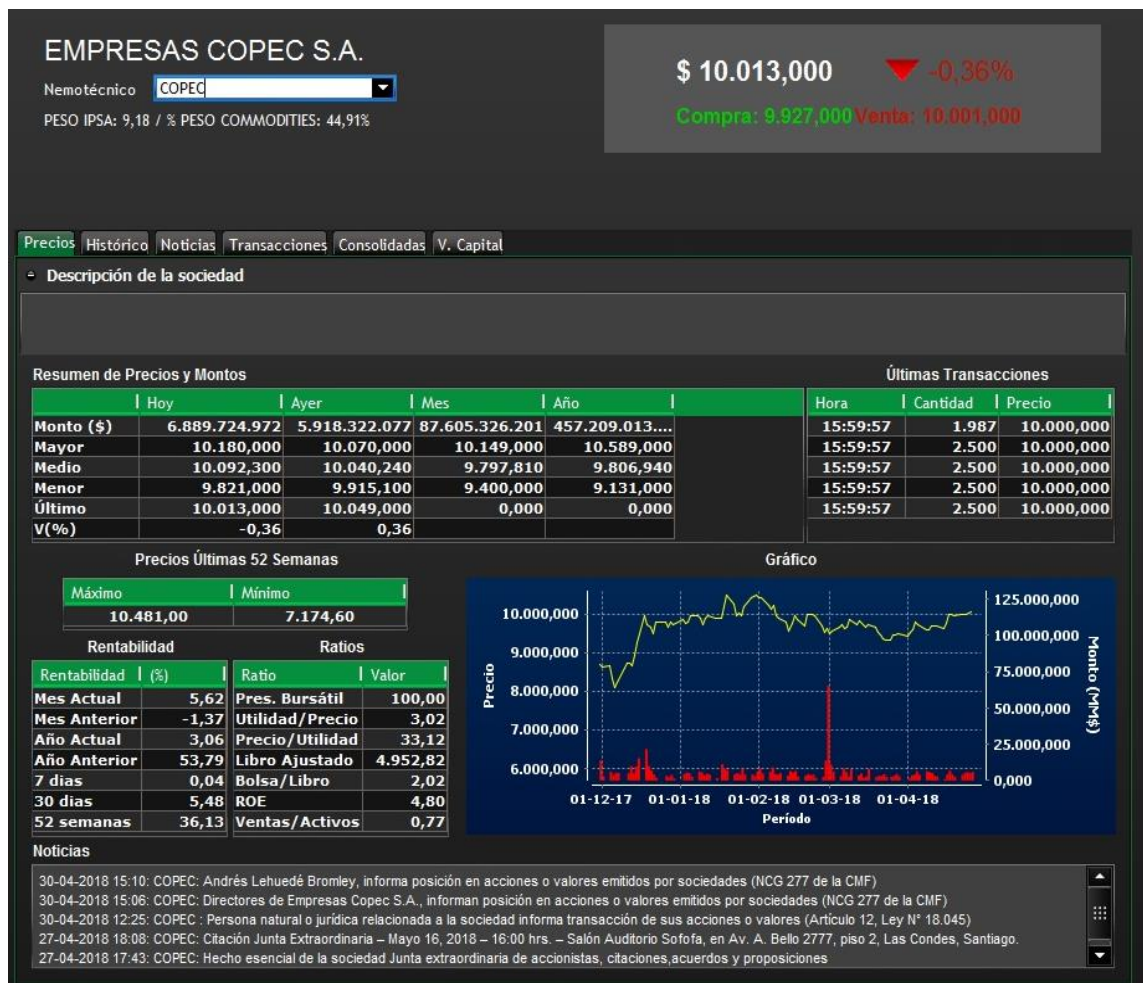 EMPRESAS COPEC S.A.
Nemotécnico COPEC
PESO IPSA: 9,18 / % PESO COMMODITIES: 44,91%
$ 10.013,000 -0,36%
Compra: 9.927,000 Venta: 10.001,000
Precios Histórico Noticias Transacciones Consolidadas V. Capital
Descripción de la sociedad
Resumen de Precios y Montos
Hoy Ayer Mes Año
Monto ($) 6.889.724.972 5.918.322.077 87.605.326.201 457.209.013....
Mayor 10.180,000 10.070,000 10.149,000 10.589,000
Medio 10.092,300 10.040,240 9.797,810 9.806,940
Menor 9.821,000 9.915,100 9.400,000 9.131,000
Último 10.013,000 10.049,000 0,000 0,000
V(%) -0,36 0,36
Últimas Transacciones
Hora Cantidad Precio
15:59:57 1.987 10.000,000
15:59:57 2.500 10.000,000
15:59:57 2.500 10.000,000
15:59:57 2.500 10.000,000
15:59:57 2.500 10.000,000
Precios Últimas 52 Semanas
Máximo Mínimo
10.481,00 7.174,60
Rentabilidad
Rentabilidad (%)
Mes Actual 5,62
Mes Anterior -1,37
Año Actual 3,06
Año Anterior 53,79
7 dias 0,04
30 dias 5,48
52 semanas 36,13
Ratios
Ratio Valor
Pres. Bursátil 100,00
Utilidad/Precio 3,02
Precio/Utilidad 33,12
Libro Ajustado 4.952,82
Bolsa/Libro 2,02
ROE 4,80
Ventas/Activos 0,77
Gráfico
Precio
10.000,000
9.000,000
8.000,000
7.000,000
6.000,000
125.000,000
100.000,000
75.000,000
50.000,000
25.000,000
0,000
Monto (MM$)
01-12-17 01-01-18 01-02-18 01-03-18 01-04-18
Período
Noticias
30-04-2018 15:10: COPEC: Andrés Lehuedé Bromley, informa posición en acciones o valores emitidos por sociedades (NCG 277 de la CMF)
30-04-2018 15:06: COPEC: Directores de Empresas Copec S.A., informan posición en acciones o valores emitidos por sociedades (NCG 277 de la CMF)
30-04-2018 12:25: COPEC : Persona natural o jurídica relacionada a la sociedad informa transacción de sus acciones o valores (Artículo 12, Ley N° 18.045)
27-04-2018 18:08: COPEC: Citación Junta Extraordinaria – Mayo 16, 2018 – 16:00 hrs. – Salón Auditorio Sofofa, en Av. A. Bello 2777, piso 2, Las Condes, Santiago.
27-04-2018 17:43: COPEC: Hecho esencial de la sociedad Junta extraordinaria de accionistas, citaciones,acuerdos y proposiciones